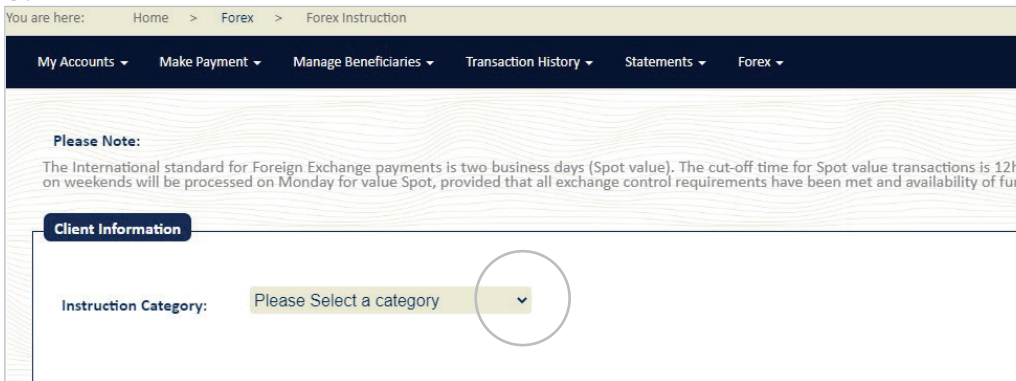 You are here: Home > Forex > Forex Instruction
My Accounts Make Payment Manage Beneficiaries Transaction History Statements Forex
Please Note:
The International standard for Foreign Exchange payments is two business days (Spot value). The cut-off time for Spot value transactions is 12h
on weekends will be processed on Monday for value Spot, provided that all exchange control requirements have been met and availability of fu
Client Information
Instruction Category: Please Select a category